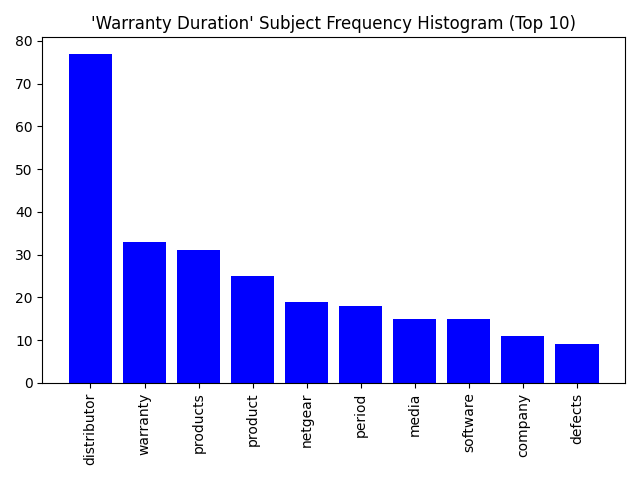 'Warranty Duration' Subject Frequency Histogram (Top 10)
80
70
60
50
40
30
20
10
0
distributor
warranty
products
product
netgear
period
media
software
company
defects